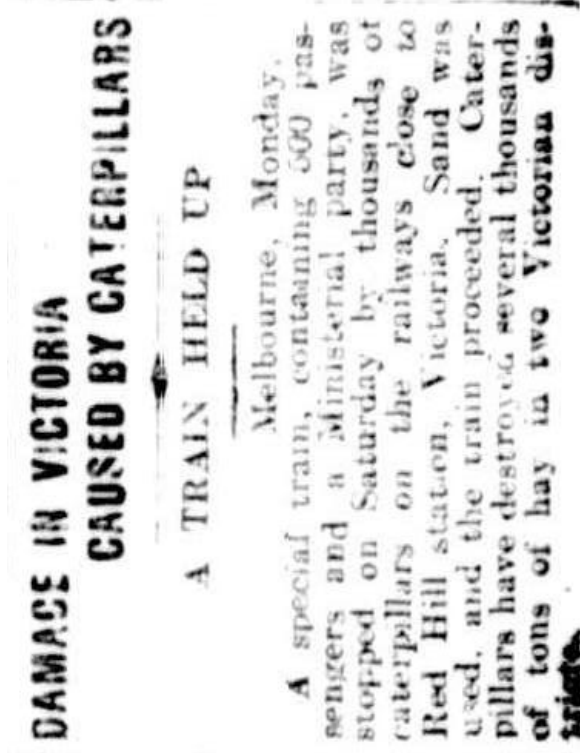 DAMAGE IN VICTORIA
CAUSED BY CATERPILLARS
A TRAIN HELD UP
Melbourne, Monday.
A special train, containing 500 pas-
sengers and a Ministerial party, was
stopped on Saturday by thousands of
caterpillars on the railways close to
Red Hill station, Victoria. Sand was
used, and the train proceeded. Cater-
pillars have destroyed several thousands
of tons of hay in two Victorian dis-
tricts.